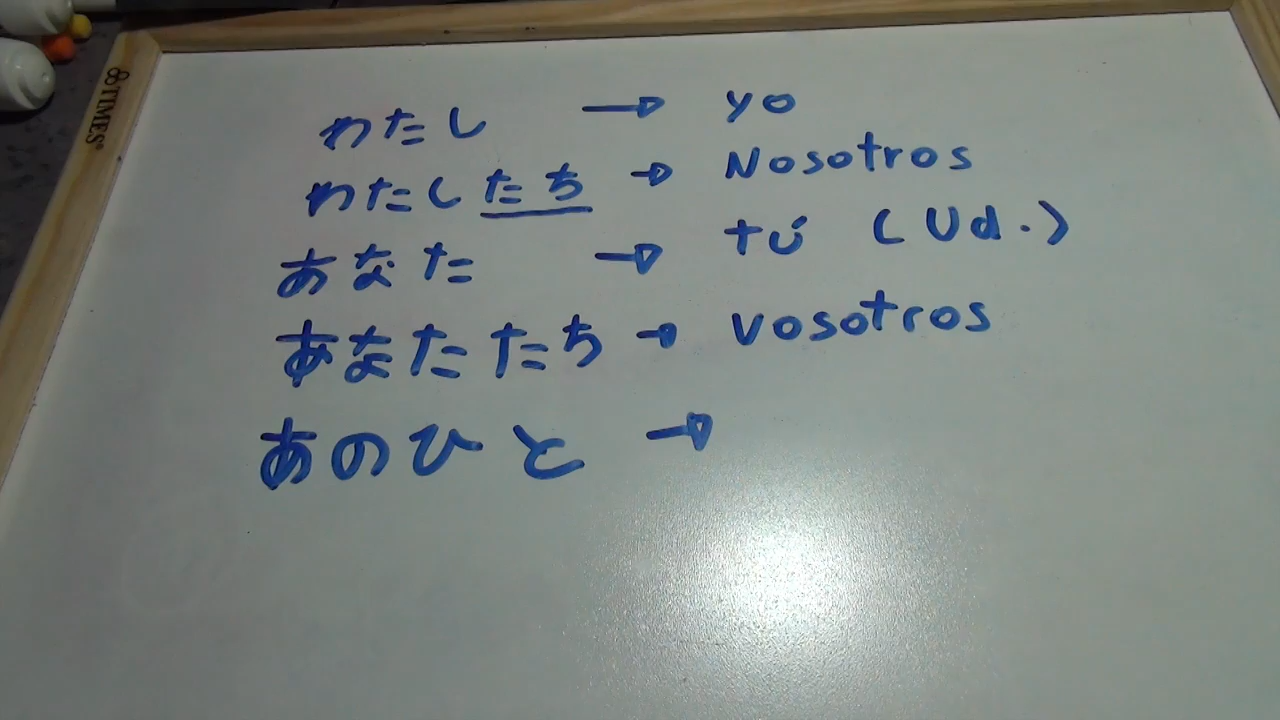 TIMES
わたし → yo
わたしたち → Nosotros
あなた → tú (Ud.)
あなたたち → vosotros
あのひと →